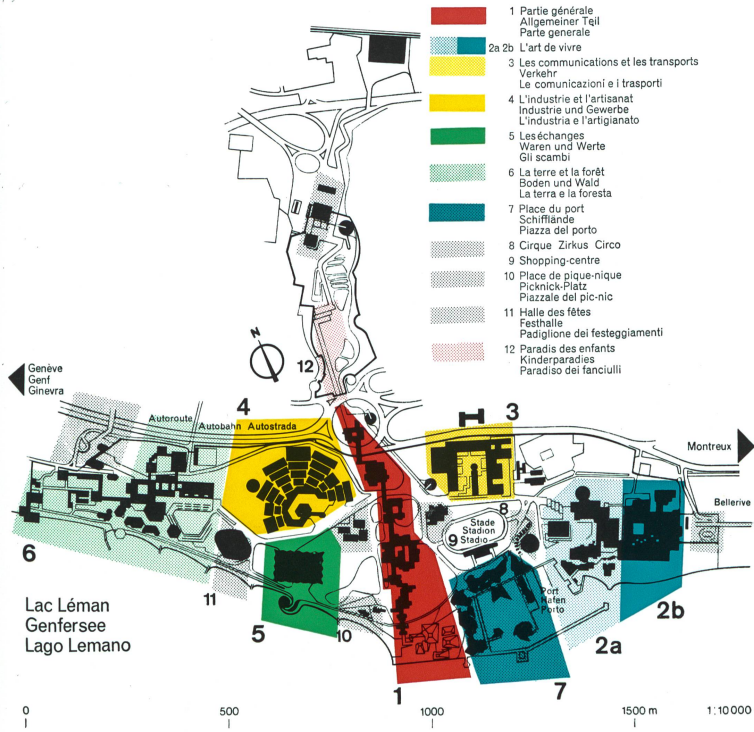 1 Partie générale
Allgemeiner Teil
Parte generale
2a 2b L'art de vivre
3 Les communications et les transports
Verkehr
Le comunicazioni e i trasporti
4 L'industrie et l'artisanat
Industrie und Gewerbe
L'industria e l'artigianato
5 Les échanges
Waren und Werte
Gli scambi
6 La terre et la forêt
Boden und Wald
La terra e la foresta
7 Place du port
Schifflände
Piazza del porto
8 Cirque Zirkus Circo
9 Shopping-centre
10 Place de pique-nique
Picknick-Platz
Piazzale del pic-nic
11 Halle des fêtes
Festhalle
Padiglione dei festeggiamenti
12 Paradis des enfants
Kinderparadies
Paradiso dei fanciulli
N
12
Genève
Genf
Ginevra
4
3
Autoroute
Autobahn Autostrada
Montreux
Bellerive
8
Stade
Stadion
9 Stadio
6
11
Port
Hafen
Porto
Lac Léman
Genfersee
Lago Lemano
5
10
2b
2a
1
7
0
500
1000
1500 m
1:10 000